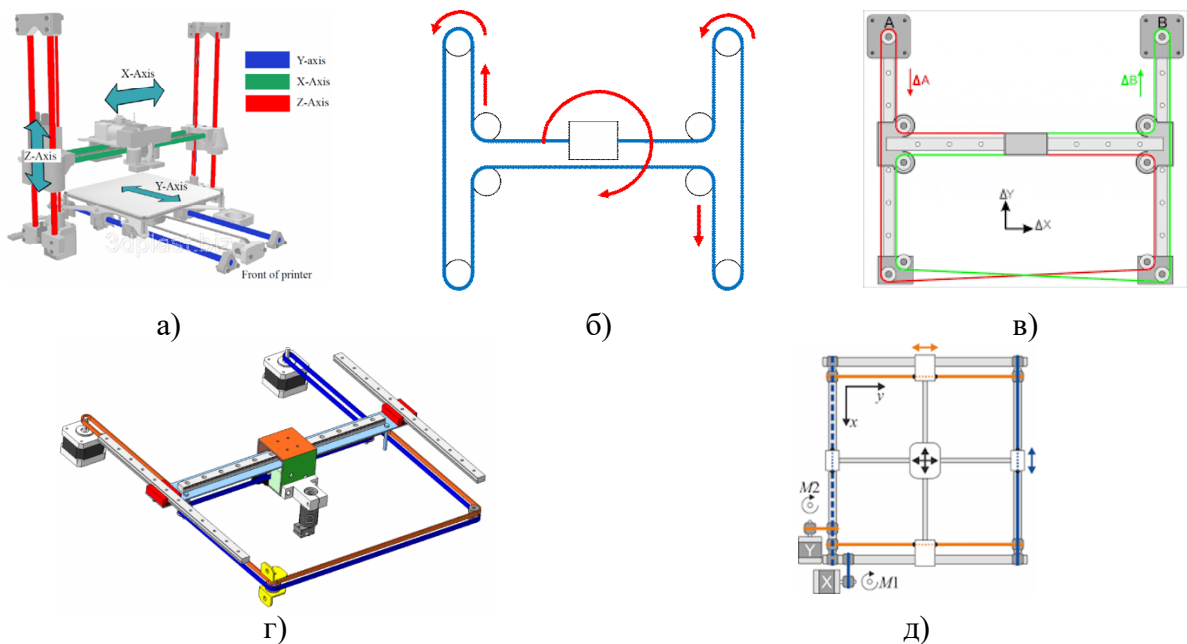 X-Axis
Y-axis
X-Axis
Z-Axis
Z-Axis
Y-Axis
Front of printer
а)
б)
A
B
ΔA
ΔB
ΔY
ΔX
в)
г)
y
x
M2
Y
X
M1
д)